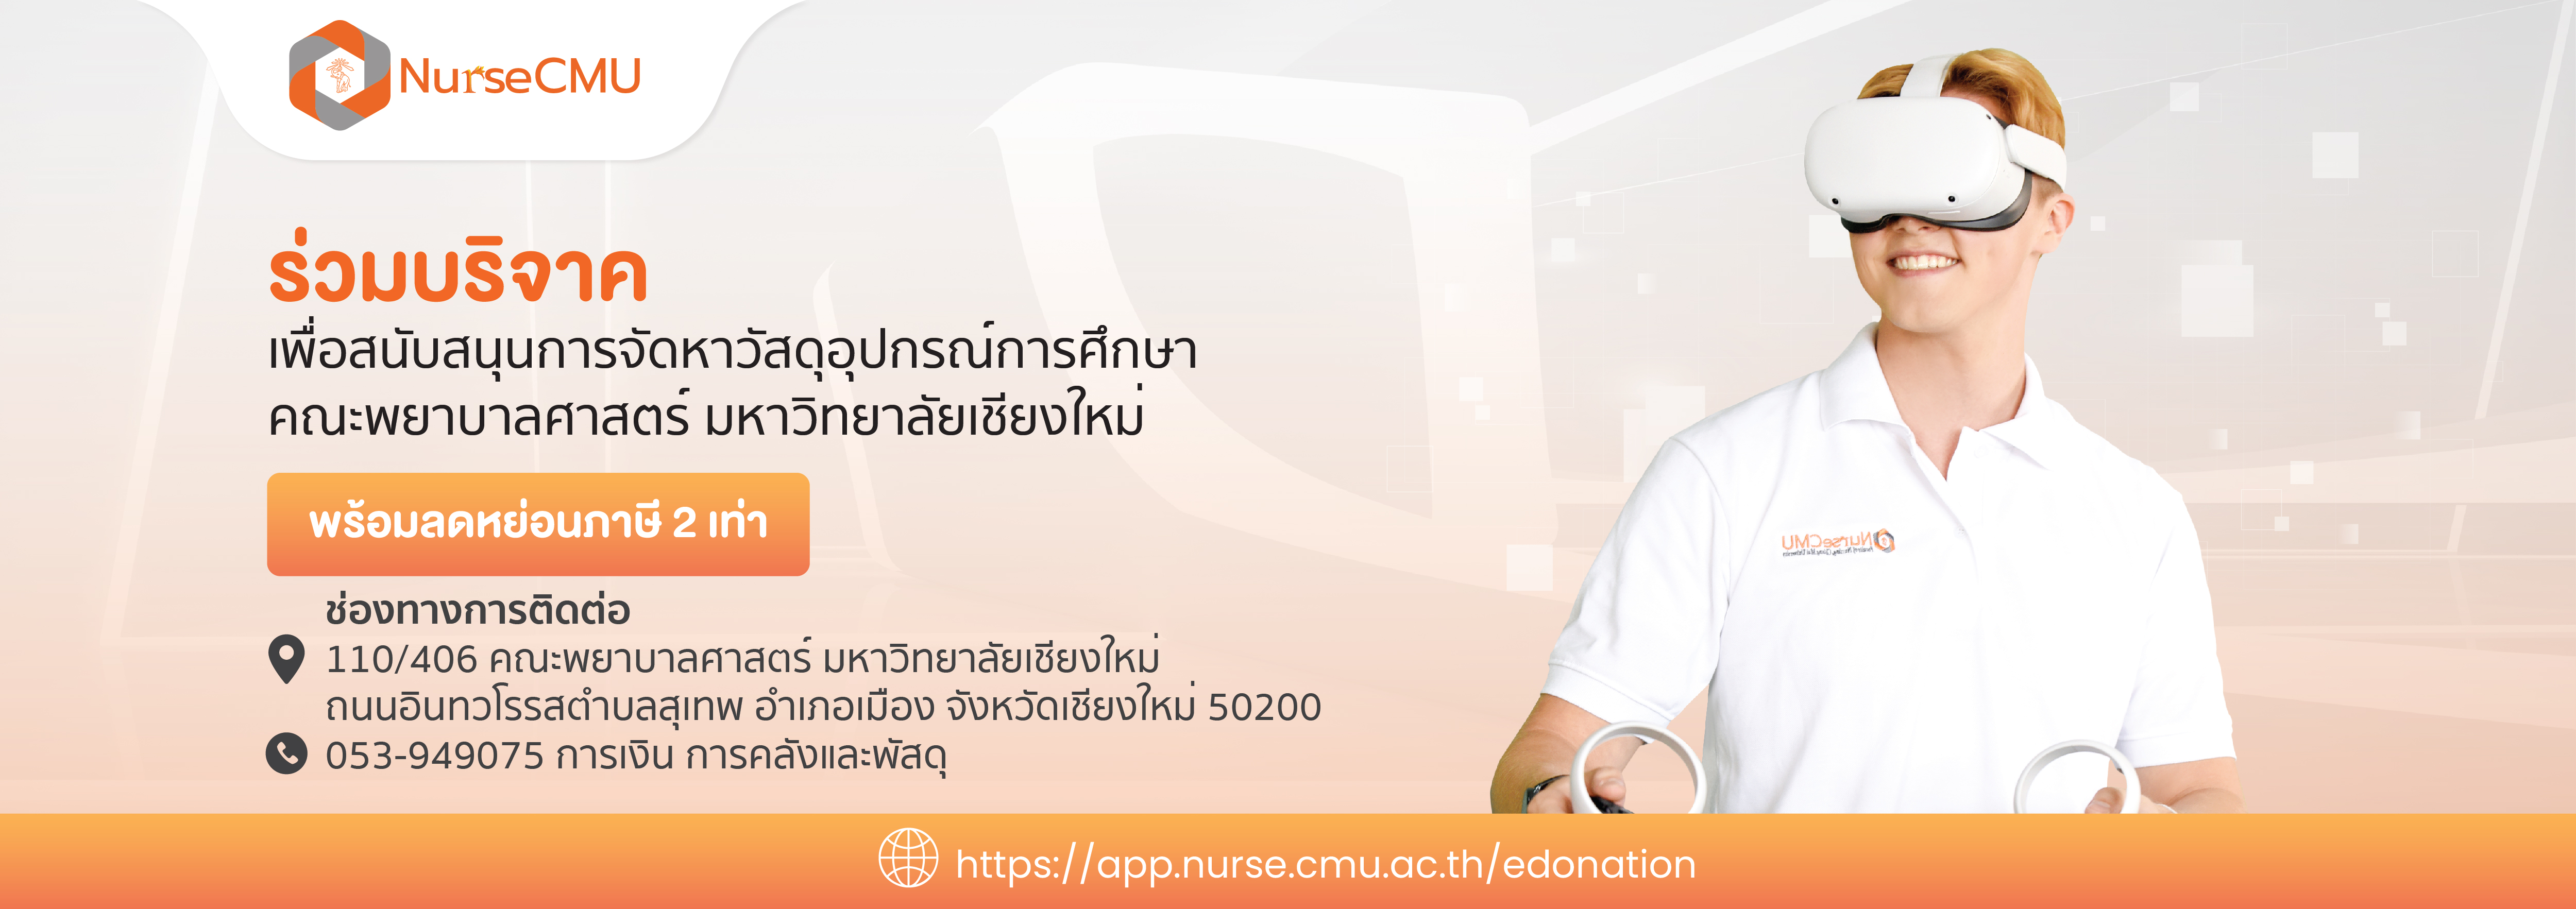 NurseCMU
ร่วมบริจาค
เพื่อสนับสนุนการจัดหาวัสดุอุปกรณ์การศึกษา
คณะพยาบาลศาสตร์ มหาวิทยาลัยเชียงใหม่
พร้อมลดหย่อนภาษี 2 เท่า
ช่องทางการติดต่อ
110/406 คณะพยาบาลศาสตร์ มหาวิทยาลัยเชียงใหม่
ถนนอินทวโรรสตำบลสุเทพ อำเภอเมือง จังหวัดเชียงใหม่ 50200
053-949075 การเงิน การคลังและพัสดุ
NurseCMU
https://app.nurse.cmu.ac.th/edonation